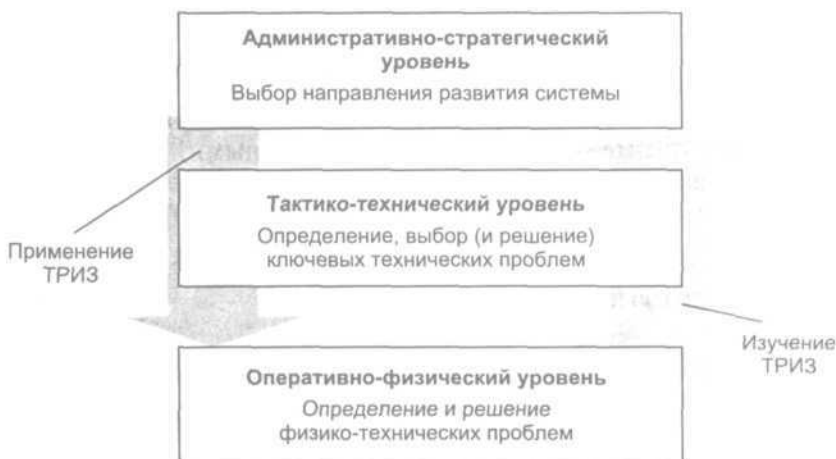 Административно-стратегический
уровень
Выбор направления развития системы
Тактико-технический уровень
Определение, выбор (и решение)
ключевых технических проблем
Применение
ТРИЗ
Изучение
ТРИЗ
Оперативно-физический уровень
Определение и решение
физико-технических проблем